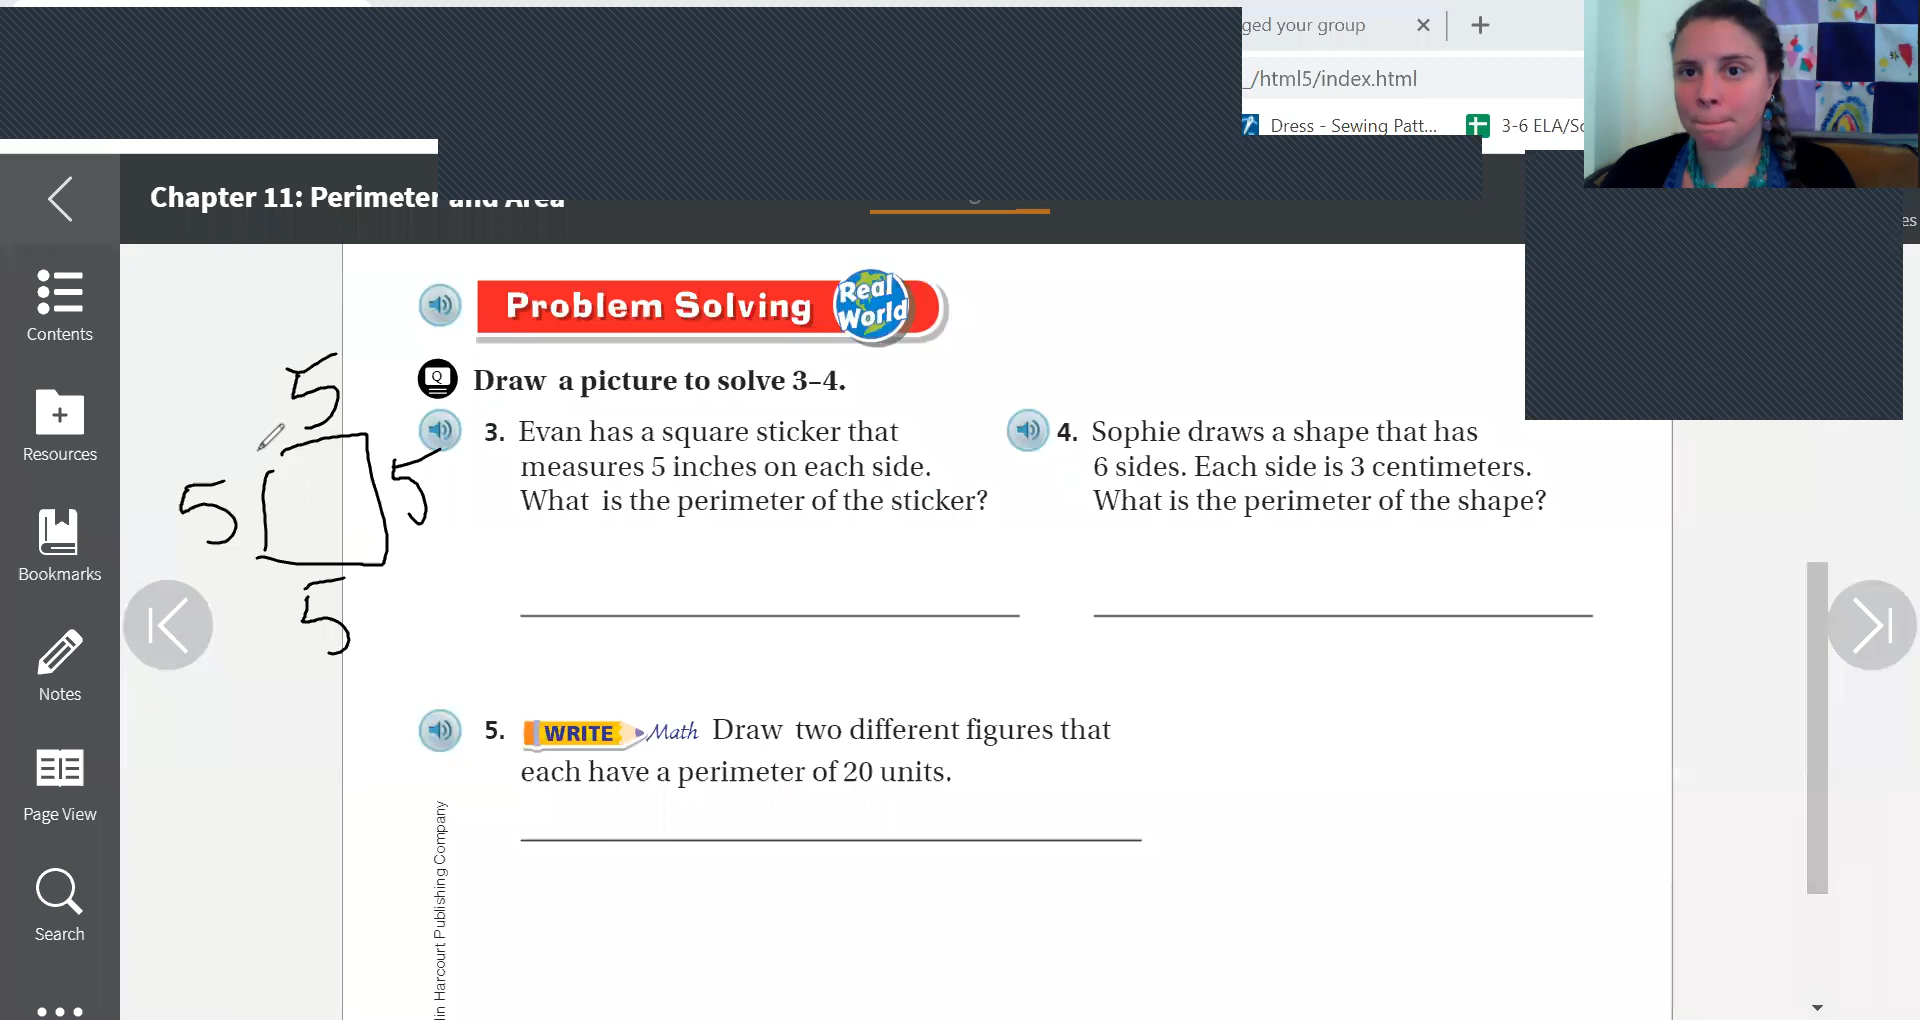 ged your group
_/html5/index.html
Dress - Sewing Patt...
3-6 ELA/Sc
Chapter 11: Perimeter and Area
es
Contents
Resources
Bookmarks
Notes
Page View
Search
Problem Solving
Real
World
Q
Draw a picture to solve 3–4.
3. Evan has a square sticker that
measures 5 inches on each side.
What is the perimeter of the sticker?
4. Sophie draws a shape that has
6 sides. Each side is 3 centimeters.
What is the perimeter of the shape?
5
5
5
5
5. WRITE Math Draw two different figures that
each have a perimeter of 20 units.
lin Harcourt Publishing Company